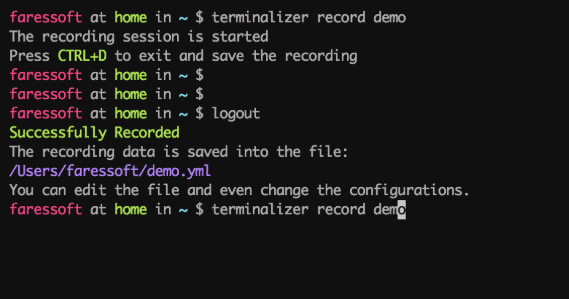 faressoft at home in ~ $ terminalizer record demo
The recording session is started
Press CTRL+D to exit and save the recording
faressoft at home in ~ $
faressoft at home in ~ $
faressoft at home in ~ $ logout
Successfully Recorded
The recording data is saved into the file:
/Users/faressoft/demo.yml
You can edit the file and even change the configurations.
faressoft at home in ~ $ terminalizer record demo